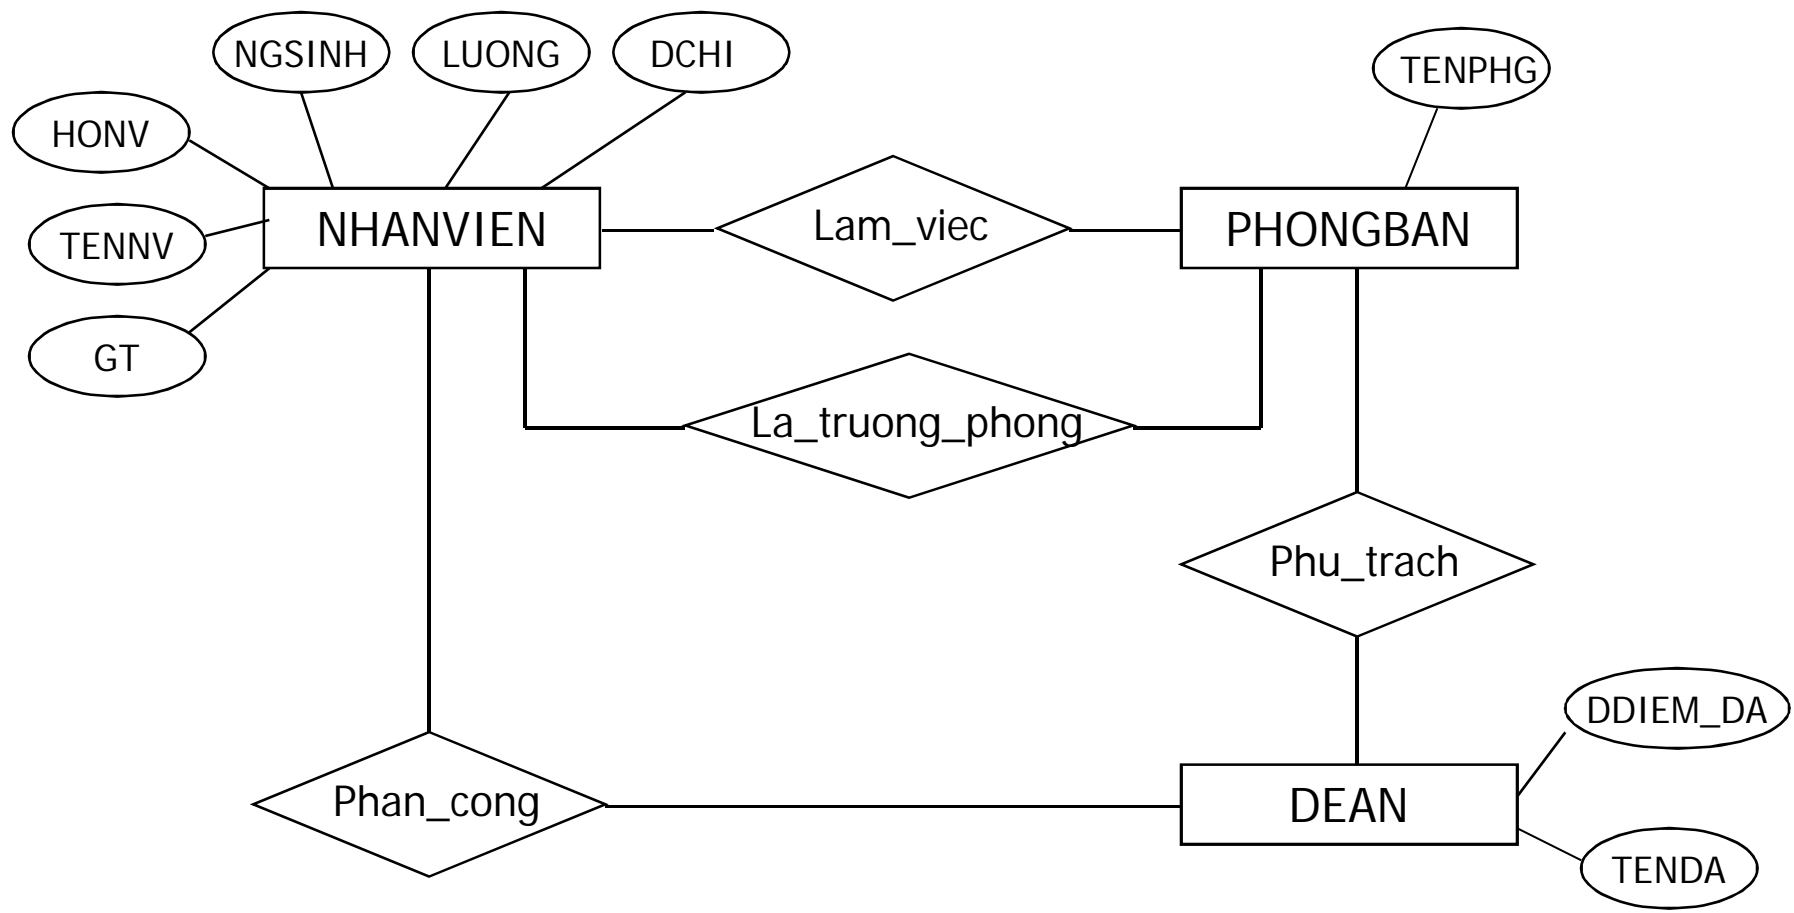 NGSINH
LUONG
DCHI
TENPHG
HONV
NHANVIEN
Lam_viec
PHONGBAN
TENNV
GT
La_truong_phong
Phu_trach
DDIEM_DA
Phan_cong
DEAN
TENDA